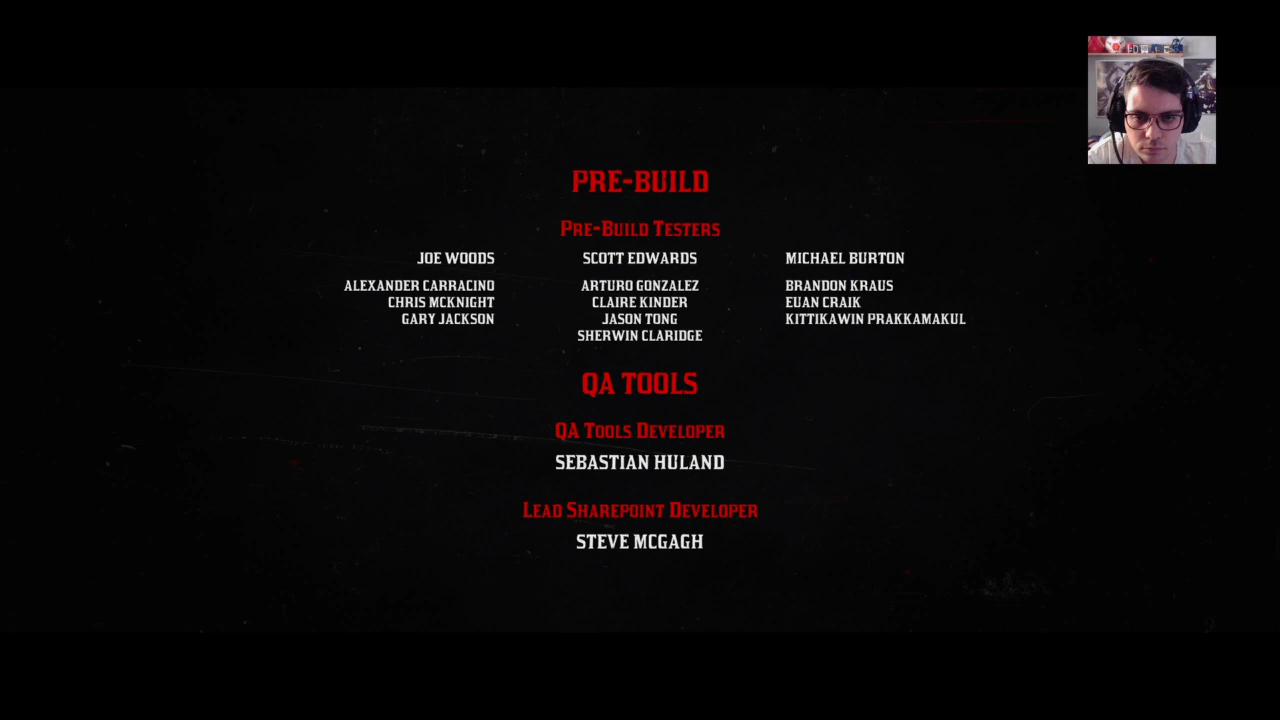 PRE-BUILD
Pre-Build Testers
JOE WOODS SCOTT EDWARDS MICHAEL BURTON
ALEXANDER CARRACINO ARTURO GONZALEZ BRANDON KRAUS
CHRIS MCKNIGHT CLAIRE KINDER EUAN CRAIK
GARY JACKSON JASON TONG KITTIKAWIN PRAKKAMAKUL
SHERWIN CLARIDGE
QA TOOLS
QA Tools Developer
SEBASTIAN HULAND
Lead Sharepoint Developer
STEVE MCGAGH